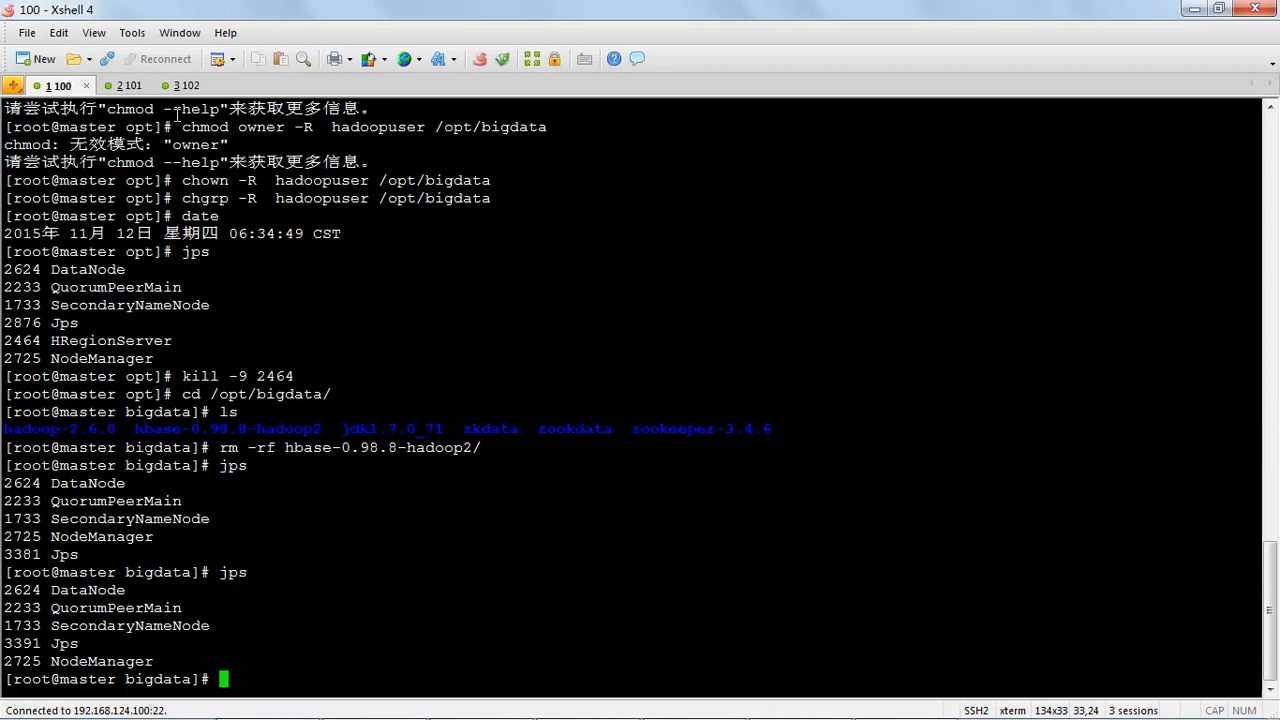 100 - Xshell 4
File Edit View Tools Window Help
New Reconnect
1 100 2 101 3 102
请尝试执行"chmod --help"来获取更多信息。
[root@master opt]# chmod owner -R  hadoopuser /opt/bigdata
chmod: 无效模式: "owner"
请尝试执行"chmod --help"来获取更多信息。
[root@master opt]# chown -R  hadoopuser /opt/bigdata
[root@master opt]# chgrp -R  hadoopuser /opt/bigdata
[root@master opt]# date
2015年 11月 12日 星期四 06:34:49 CST
[root@master opt]# jps
2624 DataNode
2233 QuorumPeerMain
1733 SecondaryNameNode
2876 Jps
2464 HRegionServer
2725 NodeManager
[root@master opt]# kill -9 2464
[root@master opt]# cd /opt/bigdata/
[root@master bigdata]# ls
hadoop-2.6.0  hbase-0.98.8-hadoop2  jdk1.7.0_71  zkdata  zookdata  zookeeper-3.4.6
[root@master bigdata]# rm -rf hbase-0.98.8-hadoop2/
[root@master bigdata]# jps
2624 DataNode
2233 QuorumPeerMain
1733 SecondaryNameNode
2725 NodeManager
3381 Jps
[root@master bigdata]# jps
2624 DataNode
2233 QuorumPeerMain
1733 SecondaryNameNode
3391 Jps
2725 NodeManager
[root@master bigdata]#
Connected to 192.168.124.100:22. SSH2 xterm 134x33 33,24 3 sessions CAP NUM